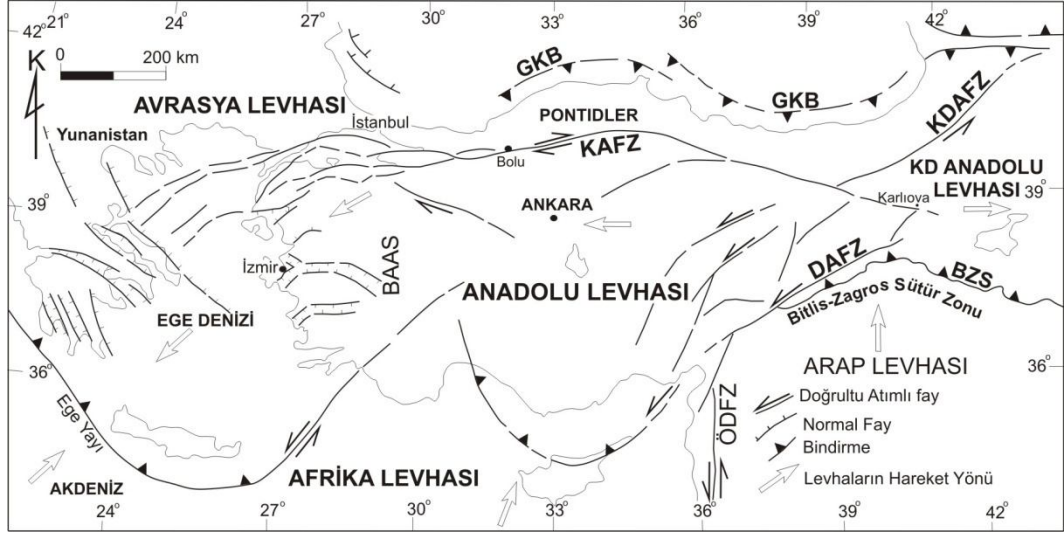 42°
21°
24°
27°
30°
33°
36°
39°
42°
K
0
200 km
GKB
GKB
AVRASYA LEVHASI
İstanbul
PONTIDLER
Yunanistan
Bolu
KAFZ
KDAFZ
KD ANADOLU
LEVHASI
39°
39°
ANKARA
Karlıova
İzmir
BAAS
DAFZ
BZS
ANADOLU LEVHASI
Bitlis-Zagros Sütür Zonu
EGE DENİZİ
36°
36°
ARAP LEVHASI
Ege Yayı
ÖDFZ
Doğrultu Atımlı fay
Normal Fay
Bindirme
Levhaların Hareket Yönü
AKDENİZ
AFRİKA LEVHASI
24°
27°
30°
33°
36°
39°
42°